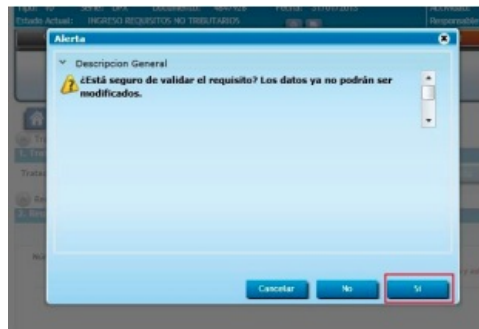 Estado Actual: INGRESO REQUISITOS NO TRIBUTARIOS
Alerta
Descripcion General
¿Está seguro de validar el requisito? Los datos ya no podrán ser
modificados.
Cancelar No Si